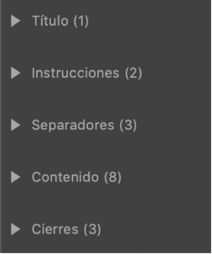 Título (1)
Instrucciones (2)
Separadores (3)
Contenido (8)
Cierres (3)